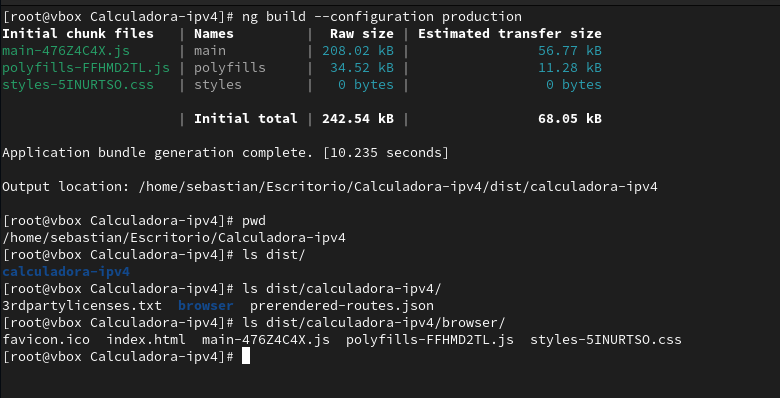 [root@vbox Calculadora-ipv4]# ng build --configuration production
Initial chunk files   | Names         |  Raw size | Estimated transfer size
main-476Z4C4X.js      | main          | 208.02 kB |                56.77 kB
polyfills-FFHMD2TL.js | polyfills     |  34.52 kB |                11.28 kB
styles-5INURTSO.css   | styles        |   0 bytes |                 0 bytes
                      | Initial total | 242.54 kB |                68.05 kB
Application bundle generation complete. [10.235 seconds]
Output location: /home/sebastian/Escritorio/Calculadora-ipv4/dist/calculadora-ipv4
[root@vbox Calculadora-ipv4]# pwd
/home/sebastian/Escritorio/Calculadora-ipv4
[root@vbox Calculadora-ipv4]# ls dist/
calculadora-ipv4
[root@vbox Calculadora-ipv4]# ls dist/calculadora-ipv4/
3rdpartylicenses.txt  browser  prerendered-routes.json
[root@vbox Calculadora-ipv4]# ls dist/calculadora-ipv4/browser/
favicon.ico  index.html  main-476Z4C4X.js  polyfills-FFHMD2TL.js  styles-5INURTSO.css
[root@vbox Calculadora-ipv4]#